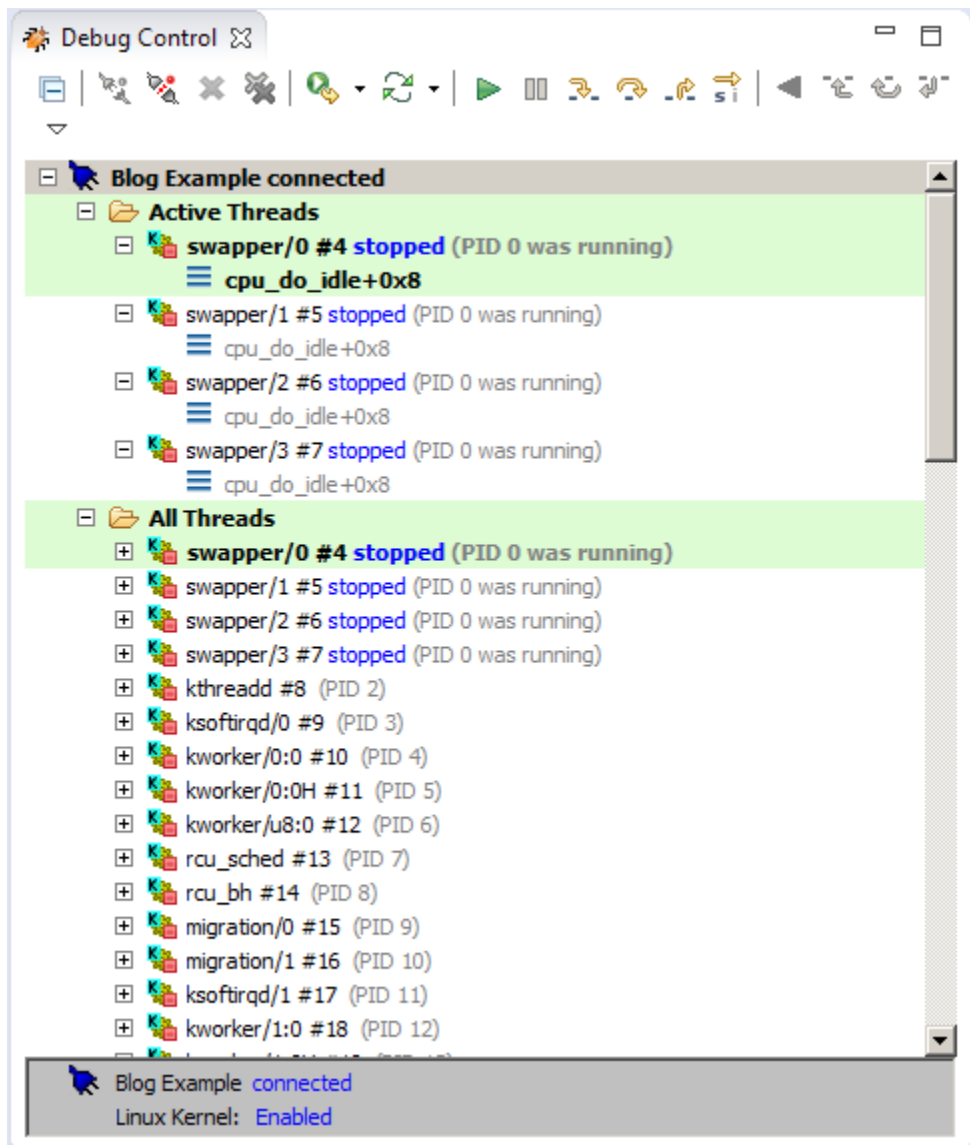 Debug Control
s i
Blog Example connected
Active Threads
swapper/0 #4 stopped (PID 0 was running)
cpu_do_idle+0x8
swapper/1 #5 stopped (PID 0 was running)
cpu_do_idle+0x8
swapper/2 #6 stopped (PID 0 was running)
cpu_do_idle+0x8
swapper/3 #7 stopped (PID 0 was running)
cpu_do_idle+0x8
All Threads
swapper/0 #4 stopped (PID 0 was running)
swapper/1 #5 stopped (PID 0 was running)
swapper/2 #6 stopped (PID 0 was running)
swapper/3 #7 stopped (PID 0 was running)
kthreadd #8 (PID 2)
ksoftirqd/0 #9 (PID 3)
kworker/0:0 #10 (PID 4)
kworker/0:0H #11 (PID 5)
kworker/u8:0 #12 (PID 6)
rcu_sched #13 (PID 7)
rcu_bh #14 (PID 8)
migration/0 #15 (PID 9)
migration/1 #16 (PID 10)
ksoftirqd/1 #17 (PID 11)
kworker/1:0 #18 (PID 12)
Blog Example connected
Linux Kernel: Enabled